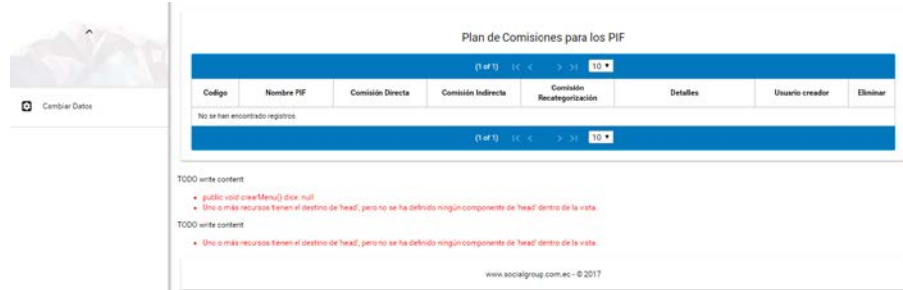 Plan de Comisiones para los PIF
(1 of 1) 10
Codigo Nombre PIF Comisión Directa Comisión Indirecta Comisión Recategorización Detalles Usuario creador Eliminar
No se han encontrado registros.
(1 of 1) 10
Cambiar Datos
TODO write content
public void crearMenu() dice: null
Uno o más recursos tienen el destino de 'head', pero no se ha definido ningún componente de 'head' dentro de la vista.
TODO write content
Uno o más recursos tienen el destino de 'head', pero no se ha definido ningún componente de 'head' dentro de la vista.
www.socialgroup.com.ec - © 2017